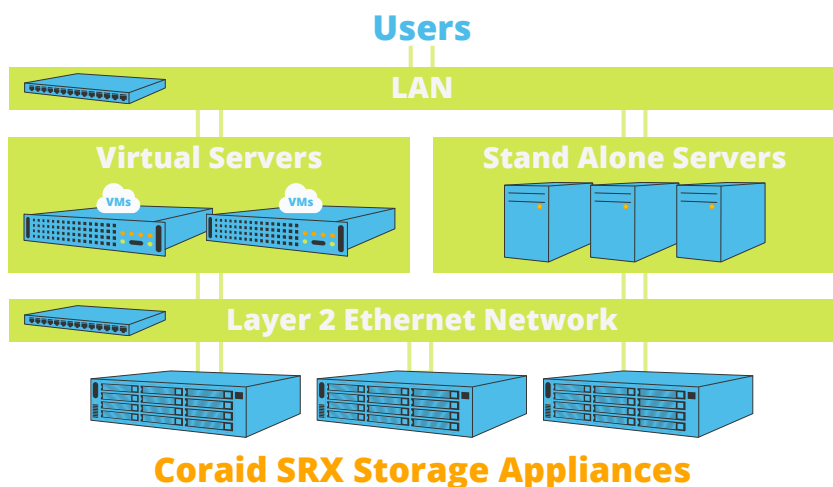 Users
LAN
Virtual Servers
Stand Alone Servers
VMs
VMs
Layer 2 Ethernet Network
Coraid SRX Storage Appliances